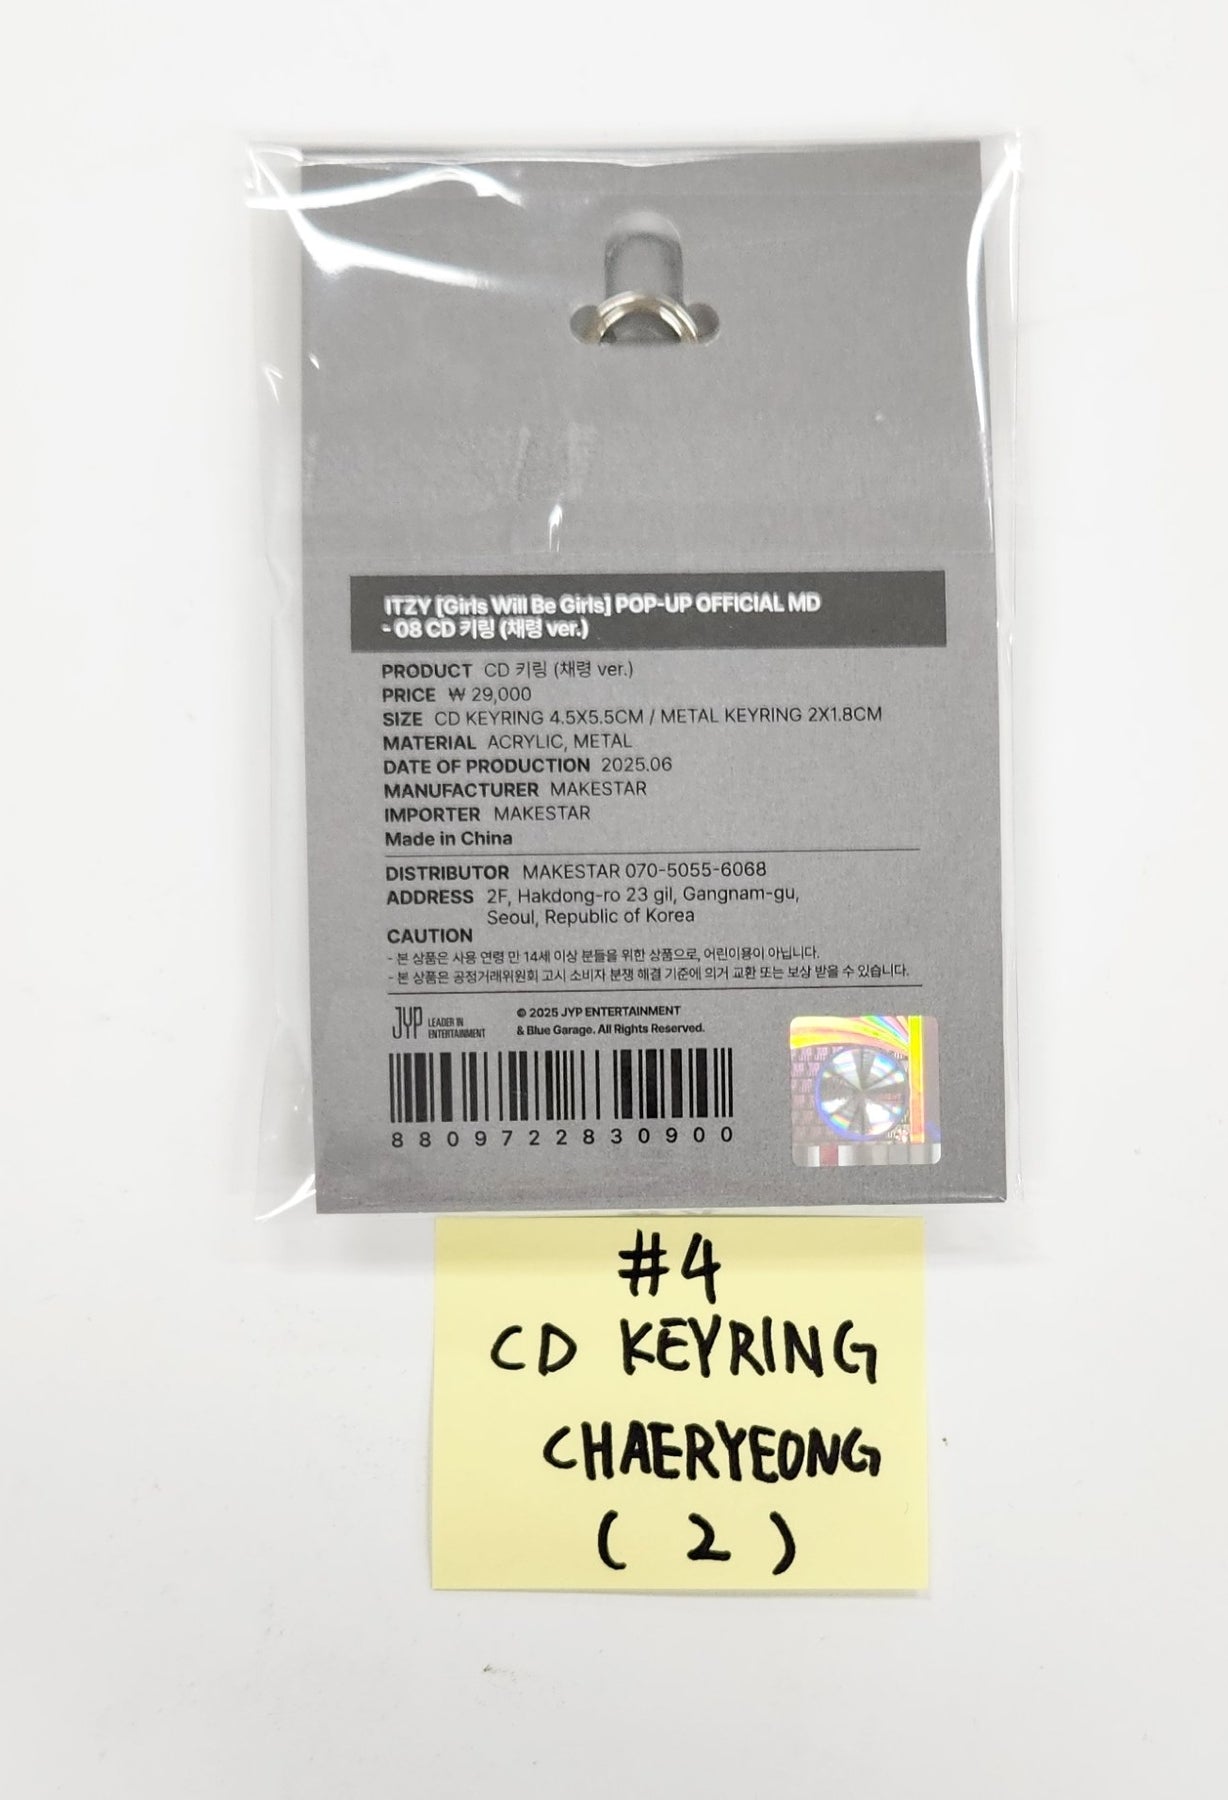 ITZY [Girls Will Be Girls] POP-UP OFFICIAL MD
- 08 CD 키링 (채령 ver.)
PRODUCT CD 키링 (채령 ver.)
PRICE ₩ 29,000
SIZE CD KEYRING 4.5X5.5CM / METAL KEYRING 2X1.8CM
MATERIAL ACRYLIC, METAL
DATE OF PRODUCTION 2025.06
MANUFACTURER MAKESTAR
IMPORTER MAKESTAR
Made in China
DISTRIBUTOR MAKESTAR 070-5055-6068
ADDRESS 2F, Hakdong-ro 23 gil, Gangnam-gu,
Seoul, Republic of Korea
CAUTION
- 본 상품은 사용 연령 만 14세 이상 분들을 위한 상품으로, 어린이용이 아닙니다.
- 본 상품은 공정거래위원회 고시 소비자 분쟁 해결 기준에 의거 교환 또는 보상 받을 수 있습니다.
JYP LEADER IN
ENTERTAINMENT
© 2025 JYP ENTERTAINMENT
& Blue Garage. All Rights Reserved.
8809722830900
#4
CD KEYRING
CHAERYEONG
(2)